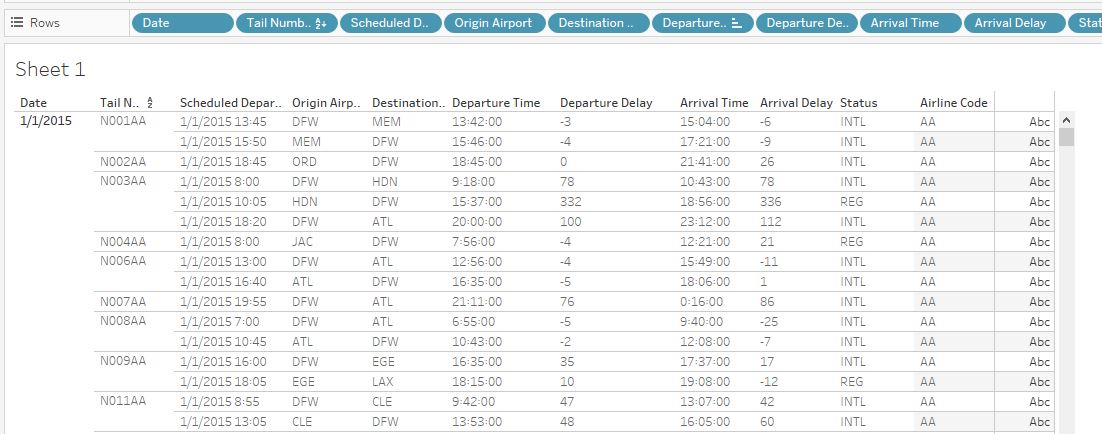 Rows Date Tail Numb.. Scheduled D.. Origin Airport Destination .. Departure.. Departure De.. Arrival Time Arrival Delay Stat
Sheet 1
Date Tail N.. Scheduled Depar.. Origin Airp.. Destination.. Departure Time Departure Delay Arrival Time Arrival Delay Status Airline Code
1/1/2015 N001AA 1/1/2015 13:45 DFW MEM 13:42:00 -3 15:04:00 -6 INTL AA Abc
1/1/2015 15:50 MEM DFW 15:46:00 -4 17:21:00 -9 INTL AA Abc
N002AA 1/1/2015 18:45 ORD DFW 18:45:00 0 21:41:00 26 INTL AA Abc
N003AA 1/1/2015 8:00 DFW HDN 9:18:00 78 10:43:00 78 INTL AA Abc
1/1/2015 10:05 HDN DFW 15:37:00 332 18:56:00 336 REG AA Abc
1/1/2015 18:20 DFW ATL 20:00:00 100 23:12:00 112 INTL AA Abc
N004AA 1/1/2015 8:00 JAC DFW 7:56:00 -4 12:21:00 21 REG AA Abc
N006AA 1/1/2015 13:00 DFW ATL 12:56:00 -4 15:49:00 -11 INTL AA Abc
1/1/2015 16:40 ATL DFW 16:35:00 -5 18:06:00 1 INTL AA Abc
N007AA 1/1/2015 19:55 DFW ATL 21:11:00 76 0:16:00 86 INTL AA Abc
N008AA 1/1/2015 7:00 DFW ATL 6:55:00 -5 9:40:00 -25 INTL AA Abc
1/1/2015 10:45 ATL DFW 10:43:00 -2 12:08:00 -7 INTL AA Abc
N009AA 1/1/2015 16:00 DFW EGE 16:35:00 35 17:37:00 17 INTL AA Abc
1/1/2015 18:05 EGE LAX 18:15:00 10 19:08:00 -12 REG AA Abc
N011AA 1/1/2015 8:55 DFW CLE 9:42:00 47 13:07:00 42 INTL AA Abc
1/1/2015 13:05 CLE DFW 13:53:00 48 16:05:00 60 INTL AA Abc